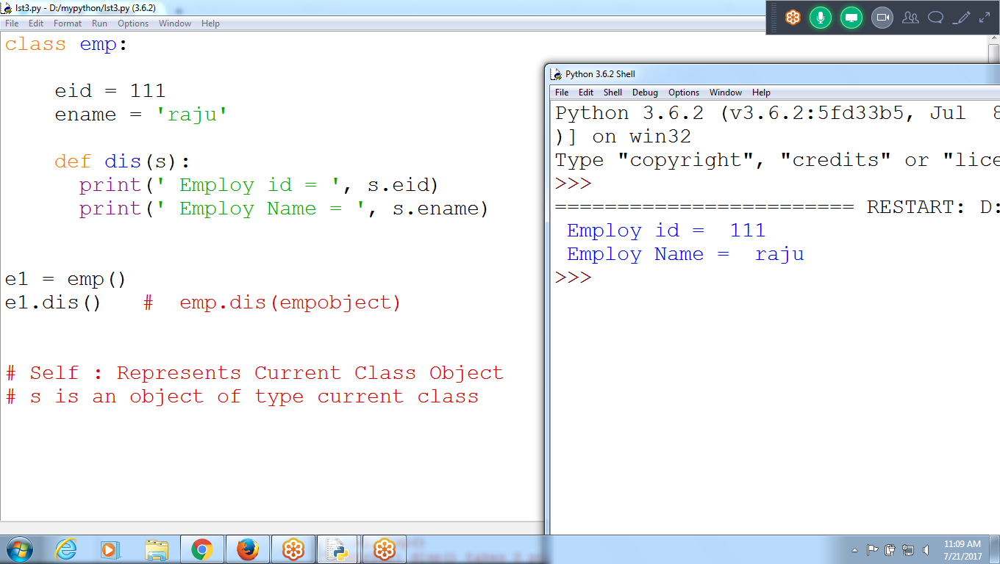 lst3.py - D:/mypython/lst3.py (3.6.2)
File Edit Format Run Options Window Help
class emp:
eid = 111
ename = 'raju'
def dis(s):
print(' Employ id = ', s.eid)
print(' Employ Name = ', s.ename)
e1 = emp()
e1.dis() # emp.dis(empobject)
# Self : Represents Current Class Object
# s is an object of type current class
Python 3.6.2 Shell
File Edit Shell Debug Options Window Help
Python 3.6.2 (v3.6.2:5fd33b5, Jul 8
)] on win32
Type "copyright", "credits" or "lice
>>>
======================== RESTART: D:
Employ id = 111
Employ Name = raju
>>>
11:09 AM
7/21/2017